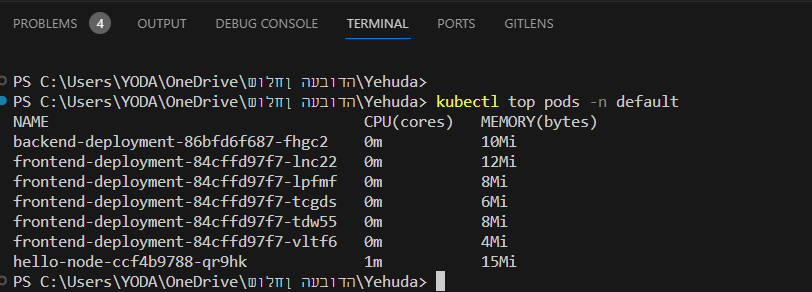 PROBLEMS 4 OUTPUT DEBUG CONSOLE TERMINAL PORTS GITLENS
PS C:\Users\YODA\OneDrive\שולחן העבודה\Yehuda>
PS C:\Users\YODA\OneDrive\שולחן העבודה\Yehuda> kubectl top pods -n default
NAME CPU(cores) MEMORY(bytes)
backend-deployment-86bfd6f687-fhgc2 0m 10Mi
frontend-deployment-84cffd97f7-lnc22 0m 12Mi
frontend-deployment-84cffd97f7-lpfmf 0m 8Mi
frontend-deployment-84cffd97f7-tcgds 0m 6Mi
frontend-deployment-84cffd97f7-tdw55 0m 8Mi
frontend-deployment-84cffd97f7-vltf6 0m 4Mi
hello-node-ccf4b9788-qr9hk 1m 15Mi
PS C:\Users\YODA\OneDrive\שולחן העבודה\Yehuda>